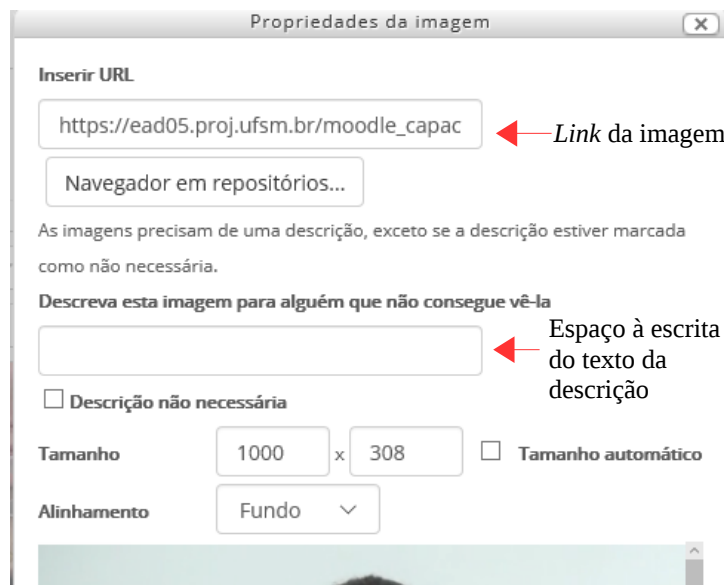 Propriedades da imagem
Inserir URL
https://ead05.proj.ufsm.br/moodle_capac
Link da imagem
Navegador em repositórios...
As imagens precisam de uma descrição, exceto se a descrição estiver marcada
como não necessária.
Descreva esta imagem para alguém que não consegue vê-la
Espaço à escrita
do texto da
descrição
Descrição não necessária
Tamanho 1000 x 308 Tamanho automático
Alinhamento Fundo